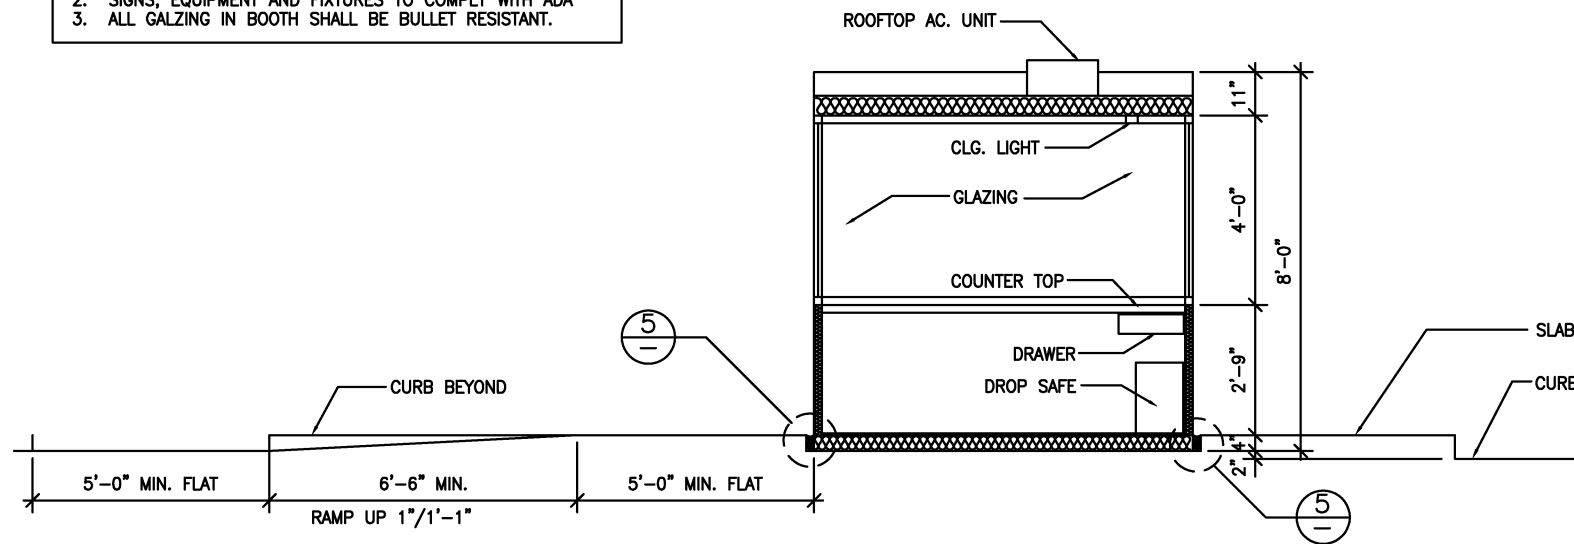 2. SIGNS, EQUIPMENT AND FIXTURES TO COMPLY WITH ADA
3. ALL GALZING IN BOOTH SHALL BE BULLET RESISTANT.
ROOFTOP AC. UNIT
11"
CLG. LIGHT
GLAZING
4'-0"
8'-0"
COUNTER TOP
5
–
SLAB
DRAWER
2'-9"
CURB BEYOND
DROP SAFE
CURB
4"
2"
5'-0" MIN. FLAT
6'-6" MIN.
5'-0" MIN. FLAT
RAMP UP 1"/1'-1"
5
–